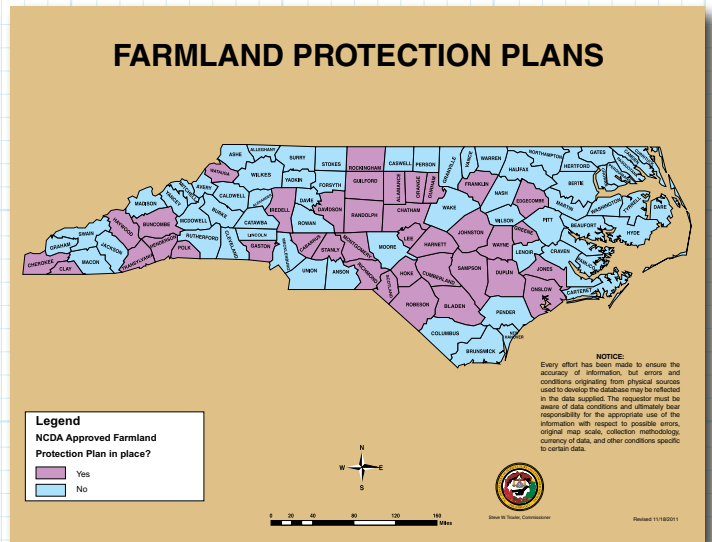 FARMLAND PROTECTION PLANS
ASHE
ALLEGHANY
SURRY
STOKES
ROCKINGHAM
CASWELL
PERSON
GRANVILLE
VANCE
WARREN
NORTHAMPTON
GATES
HALIFAX
HERTFORD
WATAUGA
WILKES
YADKIN
FORSYTH
GUILFORD
ALAMANCE
ORANGE
DURHAM
FRANKLIN
NASH
EDGECOMBE
BERTIE
MADISON
YANCEY
MITCHELL
AVERY
CALDWELL
ALEXANDER
IREDELL
DAVIE
DAVIDSON
RANDOLPH
CHATHAM
WAKE
WILSON
MARTIN
WASHINGTON
TYRRELL
DARE
HAYWOOD
BUNCOMBE
MCDOWELL
BURKE
CATAWBA
ROWAN
LEE
JOHNSTON
GREENE
PITT
BEAUFORT
HYDE
SWAIN
GRAHAM
JACKSON
HENDERSON
RUTHERFORD
POLK
CLEVELAND
LINCOLN
GASTON
MECKLENBURG
CABARRUS
STANLY
MONTGOMERY
MOORE
HARNETT
WAYNE
LENOIR
CRAVEN
PAMLICO
CHEROKEE
CLAY
MACON
TRANSYLVANIA
UNION
ANSON
RICHMOND
SCOTLAND
HOKE
CUMBERLAND
SAMPSON
DUPLIN
JONES
ONSLOW
CARTERET
ROBESON
BLADEN
PENDER
COLUMBUS
NEW
HANOVER
BRUNSWICK
NOTICE:
Every effort has been made to ensure the
accuracy of information, but errors and
conditions originating from physical sources
used to develop the database may be reflected
in the data supplied. The requestor must be
aware of data conditions and ultimately bear
responsibility for the appropriate use of the
information with respect to possible errors,
original map scale, collection methodology,
currency of data, and other conditions specific
to certain data.
Legend
NCDA Approved Farmland
Protection Plan in place?
Yes
No
N
W E
S
0 20 40 80 120 160
Miles
Steve W. Troxler, Commissioner
Revised 11/18/2011